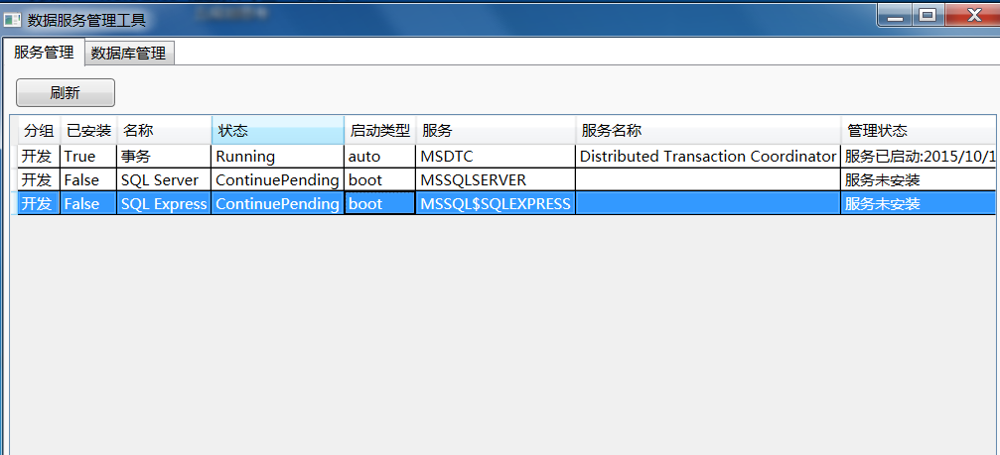 数据服务管理工具
服务管理 数据库管理
刷新
分组 已安装 名称 状态 启动类型 服务 服务名称 管理状态
开发 True 事务 Running auto MSDTC Distributed Transaction Coordinator 服务已启动:2015/10/1
开发 False SQL Server ContinuePending boot MSSQLSERVER 服务未安装
开发 False SQL Express ContinuePending boot MSSQL$SQLEXPRESS 服务未安装